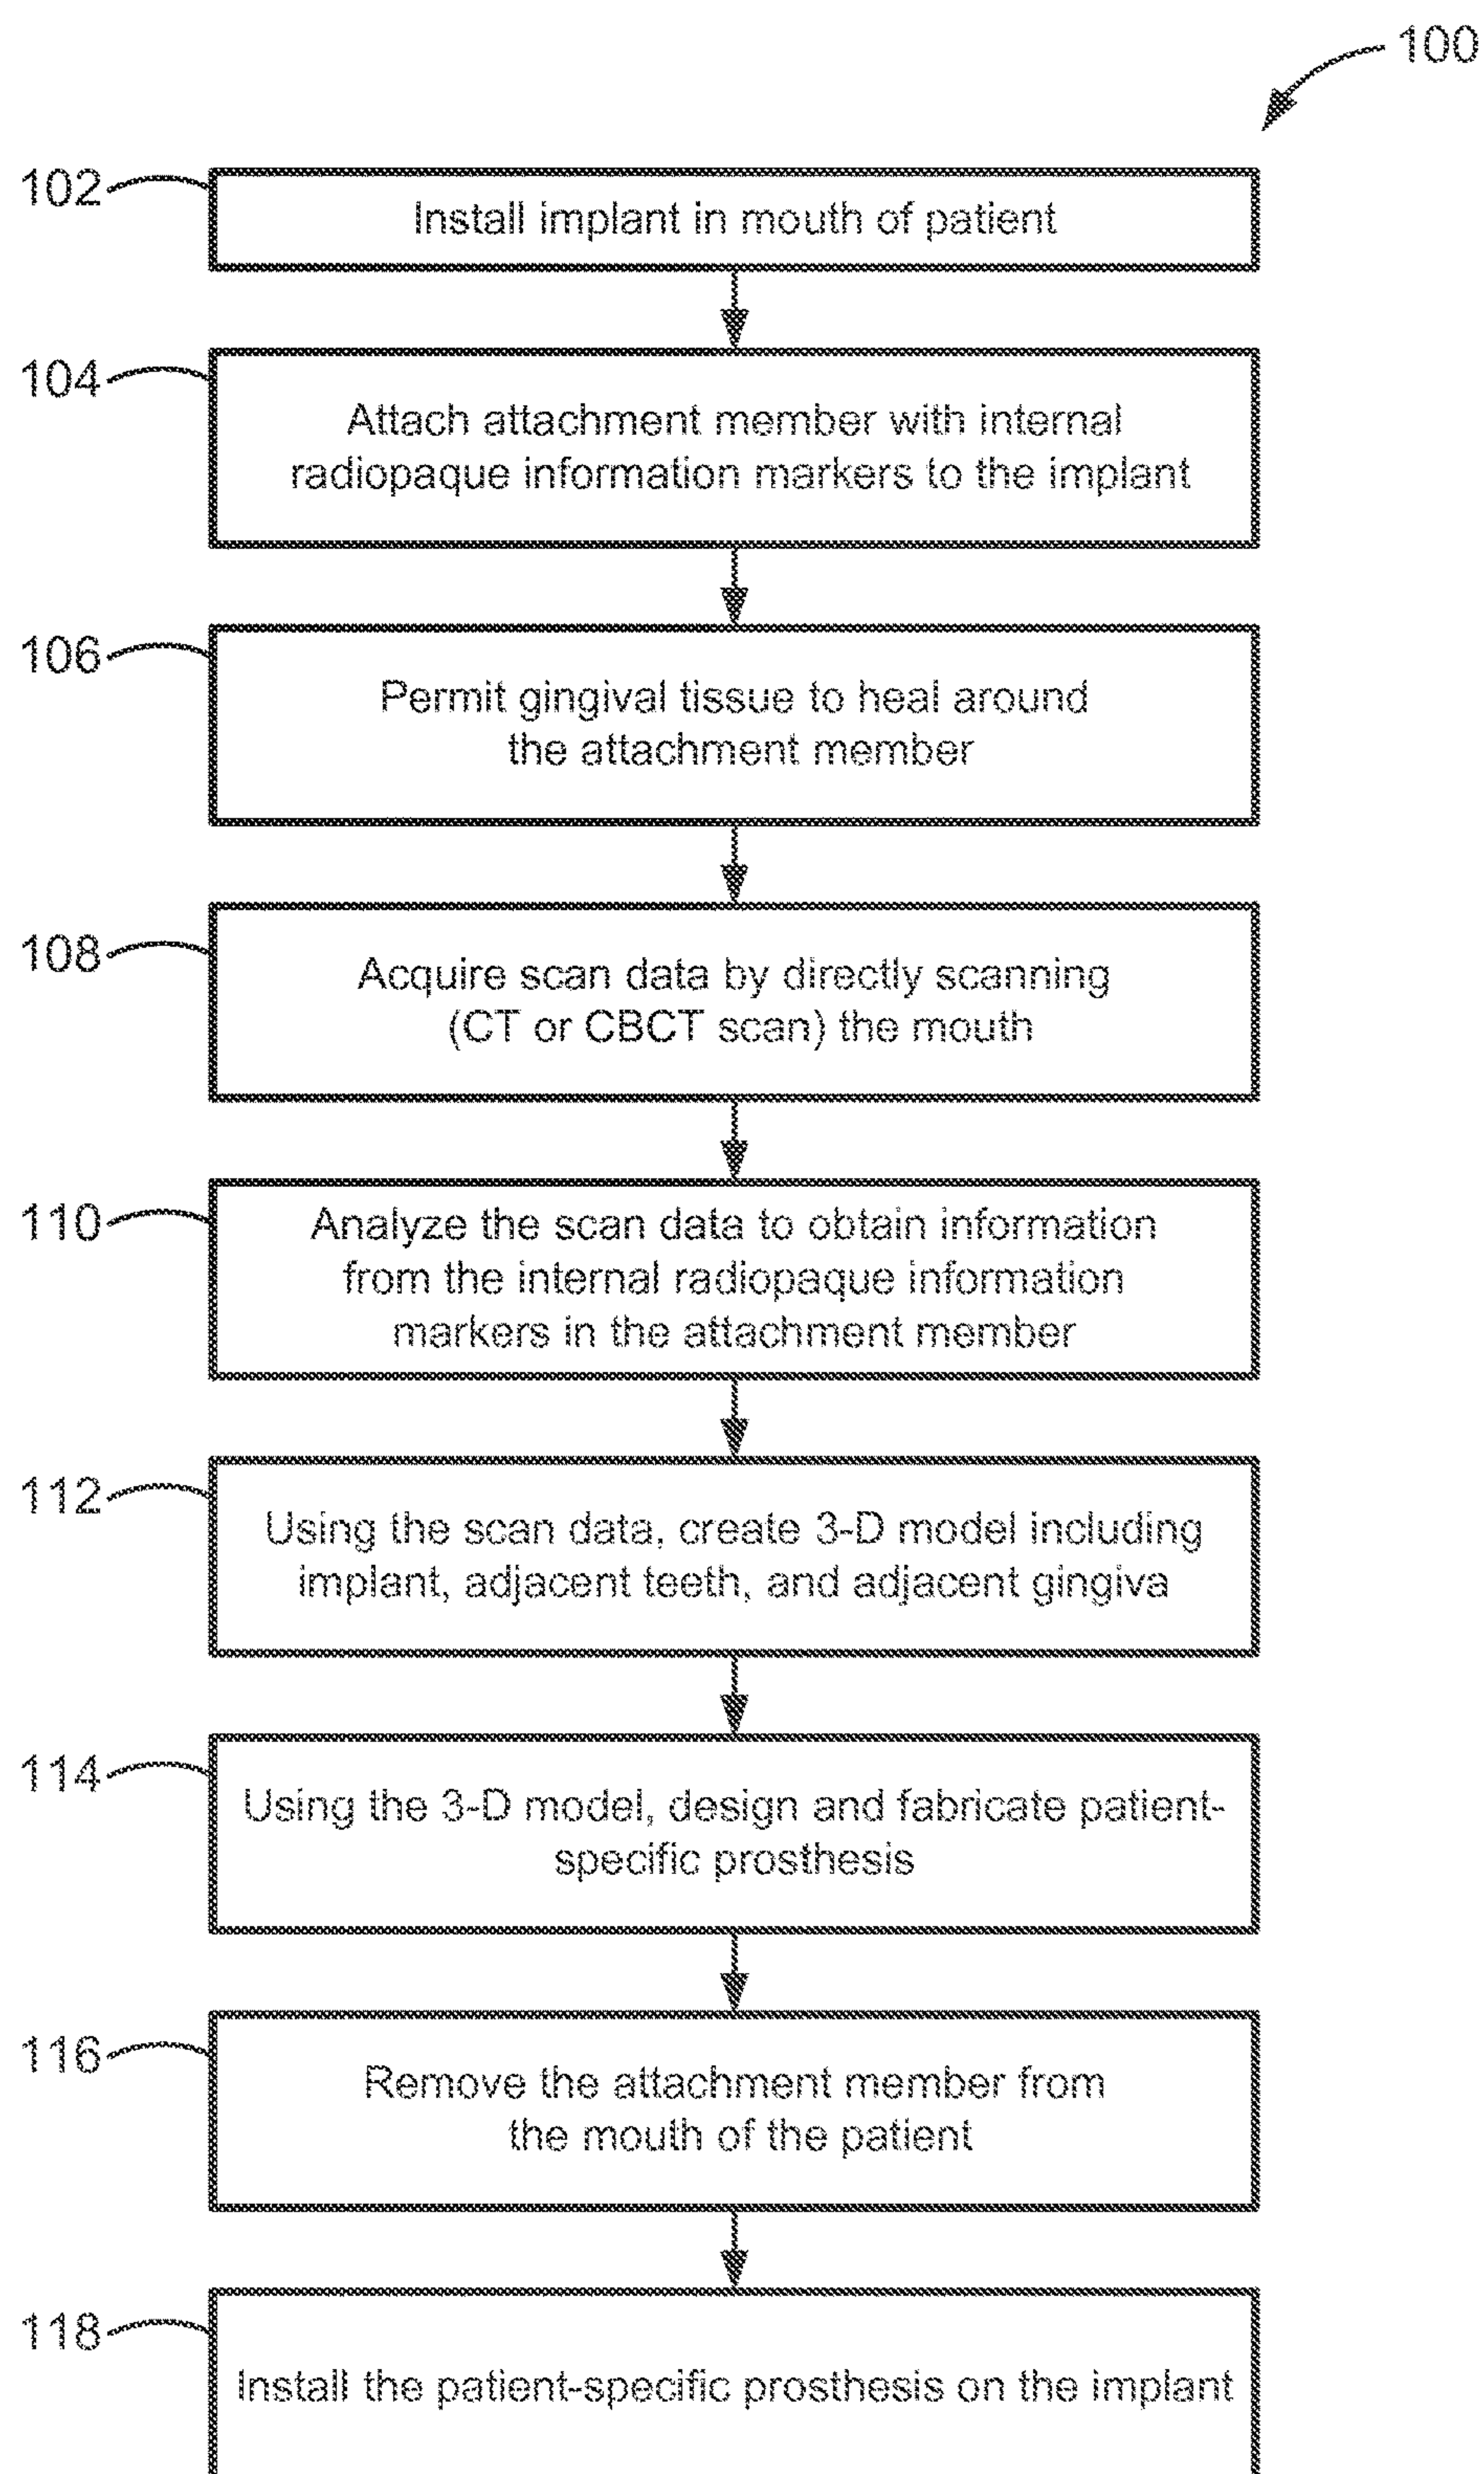 100
102
Install implant in mouth of patient
104
Attach attachment member with internal
radiopaque information markers to the implant
106
Permit gingival tissue to heal around
the attachment member
108
Acquire scan data by directly scanning
(CT or CBCT scan) the mouth
110
Analyze the scan data to obtain information
from the internal radiopaque information
markers in the attachment member
112
Using the scan data, create 3-D model including
implant, adjacent teeth, and adjacent gingiva
114
Using the 3-D model, design and fabricate patient-
specific prosthesis
116
Remove the attachment member from
the mouth of the patient
118
Install the patient-specific prosthesis on the implant